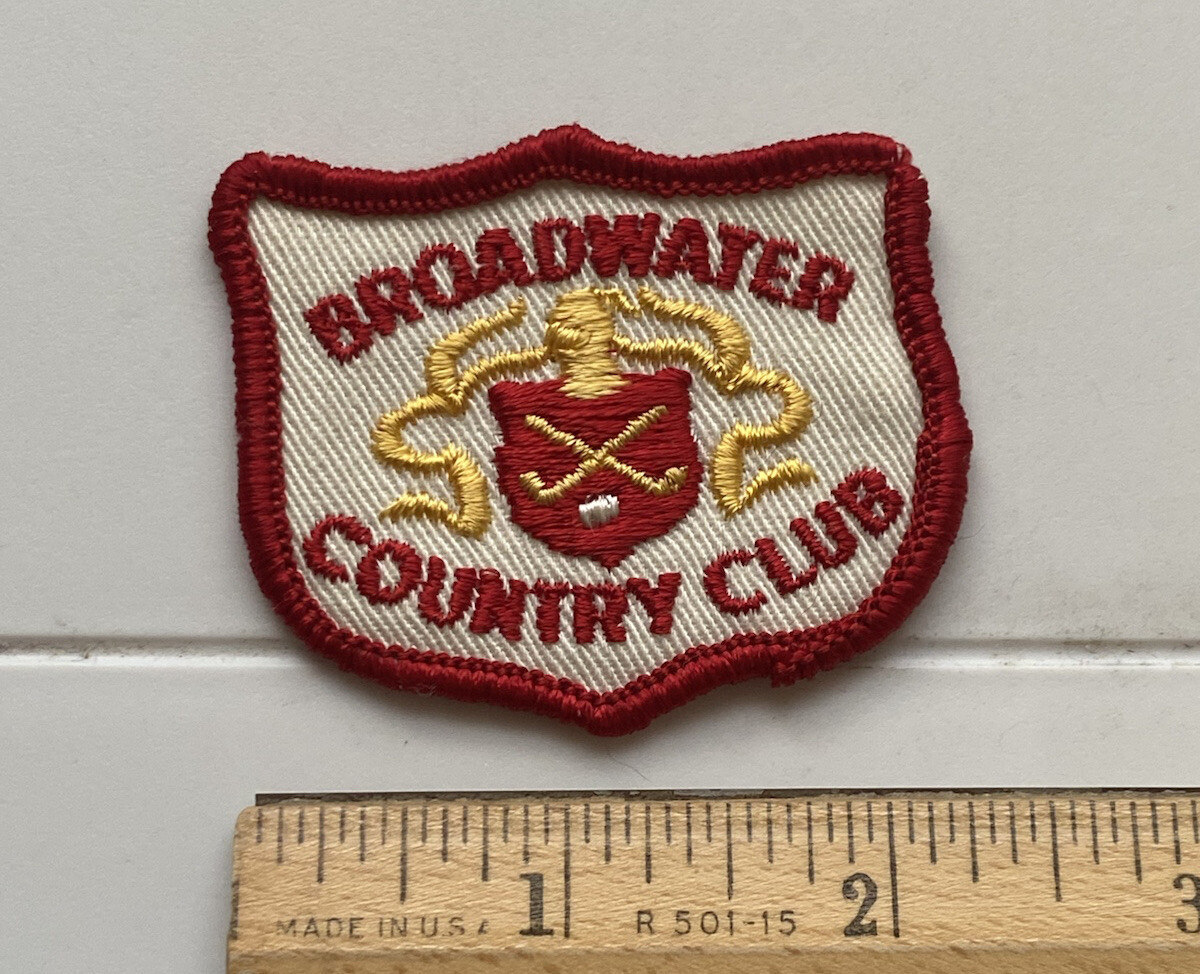 BROADWATER
COUNTRY CLUB
1 2 3
MADE IN U.S.A R 501-15